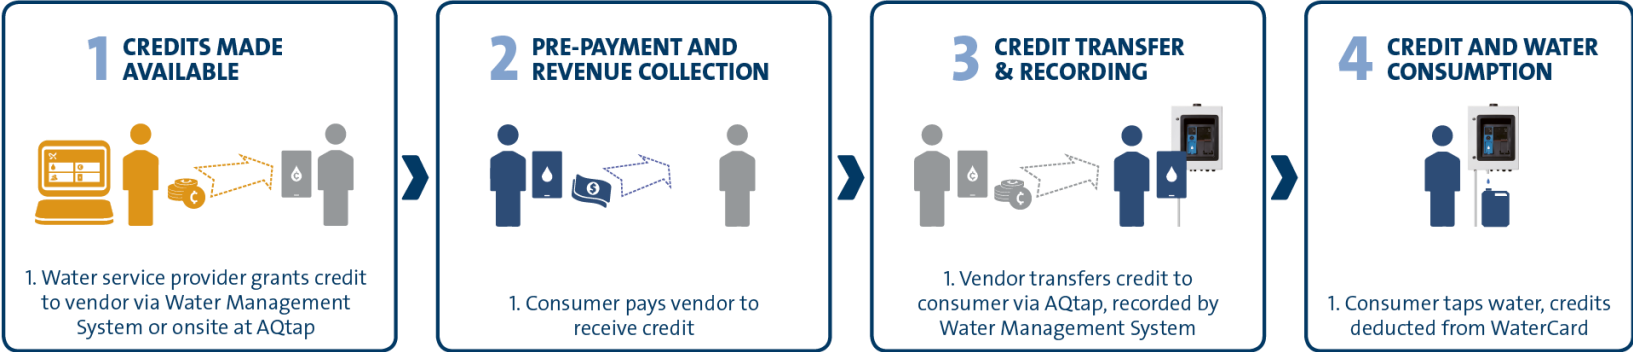 1 CREDITS MADE
AVAILABLE
1. Water service provider grants credit
to vendor via Water Management
System or onsite at AQtap
2 PRE-PAYMENT AND
REVENUE COLLECTION
1. Consumer pays vendor to
receive credit
3 CREDIT TRANSFER
& RECORDING
1. Vendor transfers credit to
consumer via AQtap, recorded by
Water Management System
4 CREDIT AND WATER
CONSUMPTION
1. Consumer taps water, credits
deducted from WaterCard